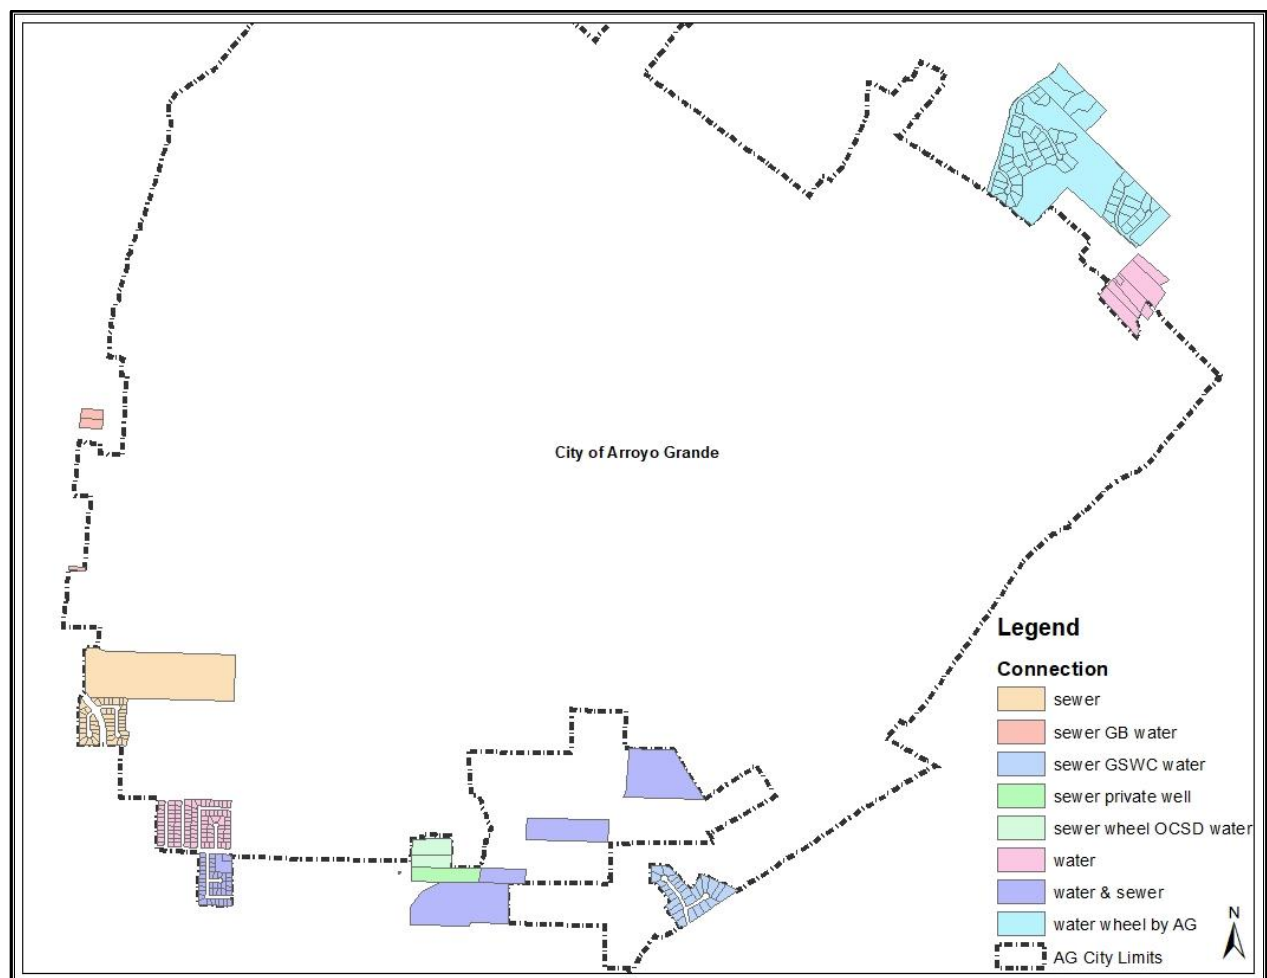 City of Arroyo Grande
Legend
Connection
sewer
sewer GB water
sewer GSWC water
sewer private well
sewer wheel OCSD water
water
water & sewer
water wheel by AG
AG City Limits
N